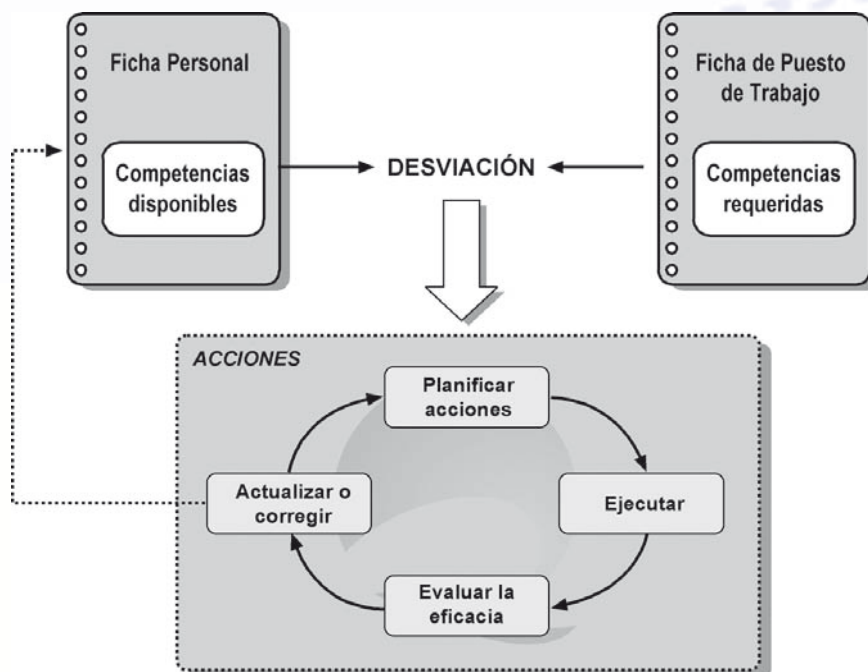 Ficha Personal
Competencias
disponibles
DESVIACIÓN
Ficha de Puesto
de Trabajo
Competencias
requeridas
ACCIONES
Planificar
acciones
Ejecutar
Evaluar la
eficacia
Actualizar o
corregir